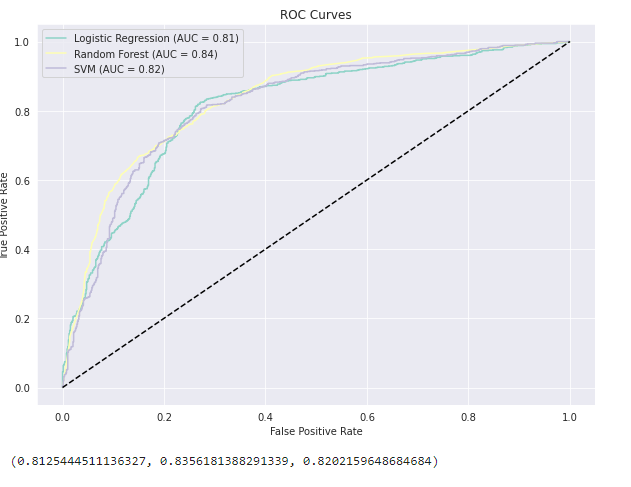 ROC Curves
Logistic Regression (AUC = 0.81)
Random Forest (AUC = 0.84)
SVM (AUC = 0.82)
1.0
0.8
0.6
0.4
0.2
0.0
True Positive Rate
0.0 0.2 0.4 0.6 0.8 1.0
False Positive Rate
(0.8125444511136327, 0.8356181388291339, 0.8202159648684684)